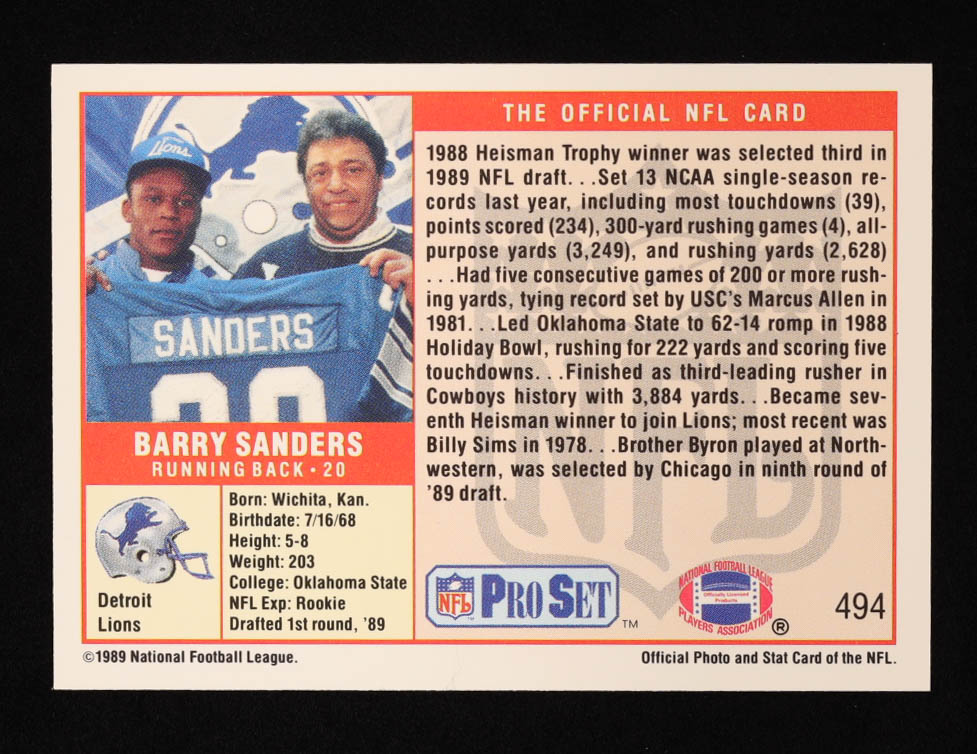 Lions
SANDERS
BARRY SANDERS
RUNNING BACK • 20
Born: Wichita, Kan.
Birthdate: 7/16/68
Height: 5-8
Weight: 203
College: Oklahoma State
NFL Exp: Rookie
Drafted 1st round, '89
Detroit
Lions
THE OFFICIAL NFL CARD
1988 Heisman Trophy winner was selected third in
1989 NFL draft. . .Set 13 NCAA single-season re-
cords last year, including most touchdowns (39),
points scored (234), 300-yard rushing games (4), all-
purpose yards (3,249), and rushing yards (2,628)
. . .Had five consecutive games of 200 or more rush-
ing yards, tying record set by USC's Marcus Allen in
1981. . .Led Oklahoma State to 62-14 romp in 1988
Holiday Bowl, rushing for 222 yards and scoring five
touchdowns. . .Finished as third-leading rusher in
Cowboys history with 3,884 yards. . .Became sev-
enth Heisman winner to join Lions; most recent was
Billy Sims in 1978. . .Brother Byron played at North-
western, was selected by Chicago in ninth round of
'89 draft.
NFL
NFL PRO SET ™
NATIONAL FOOTBALL LEAGUE
Officially Licensed
Products
PLAYERS ASSOCIATION ®
494
©1989 National Football League.
Official Photo and Stat Card of the NFL.